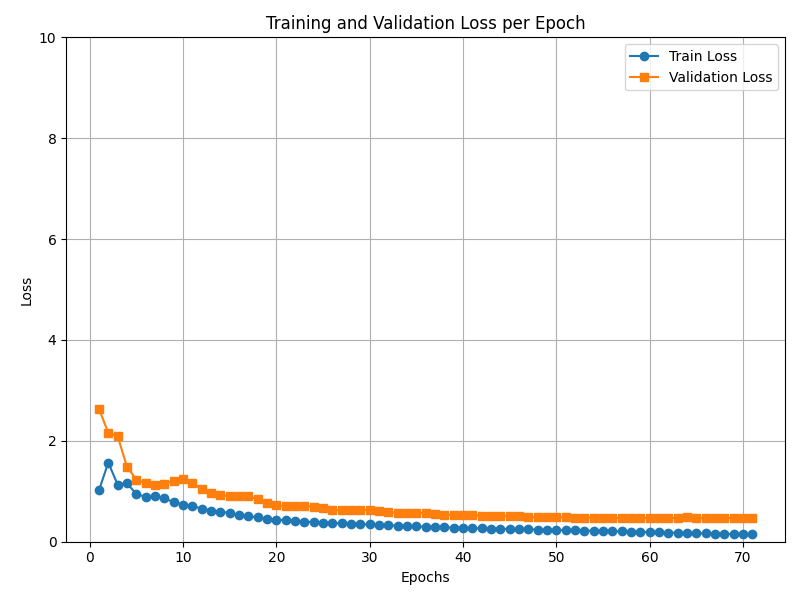 Training and Validation Loss per Epoch
Train Loss
Validation Loss
10
8
6
4
2
0
Loss
0 10 20 30 40 50 60 70
Epochs